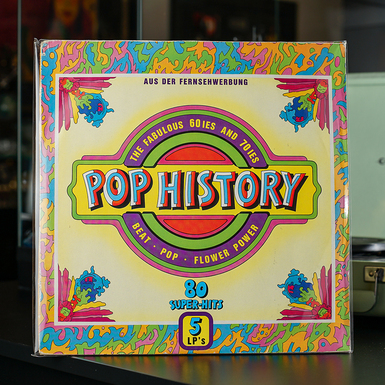 AUS DER FERNSEHWERBUNG
THE FABULOUS 60IES AND 70IES
POP HISTORY
BEAT · POP · FLOWER POWER
80
SUPER-HITS
5
LP's